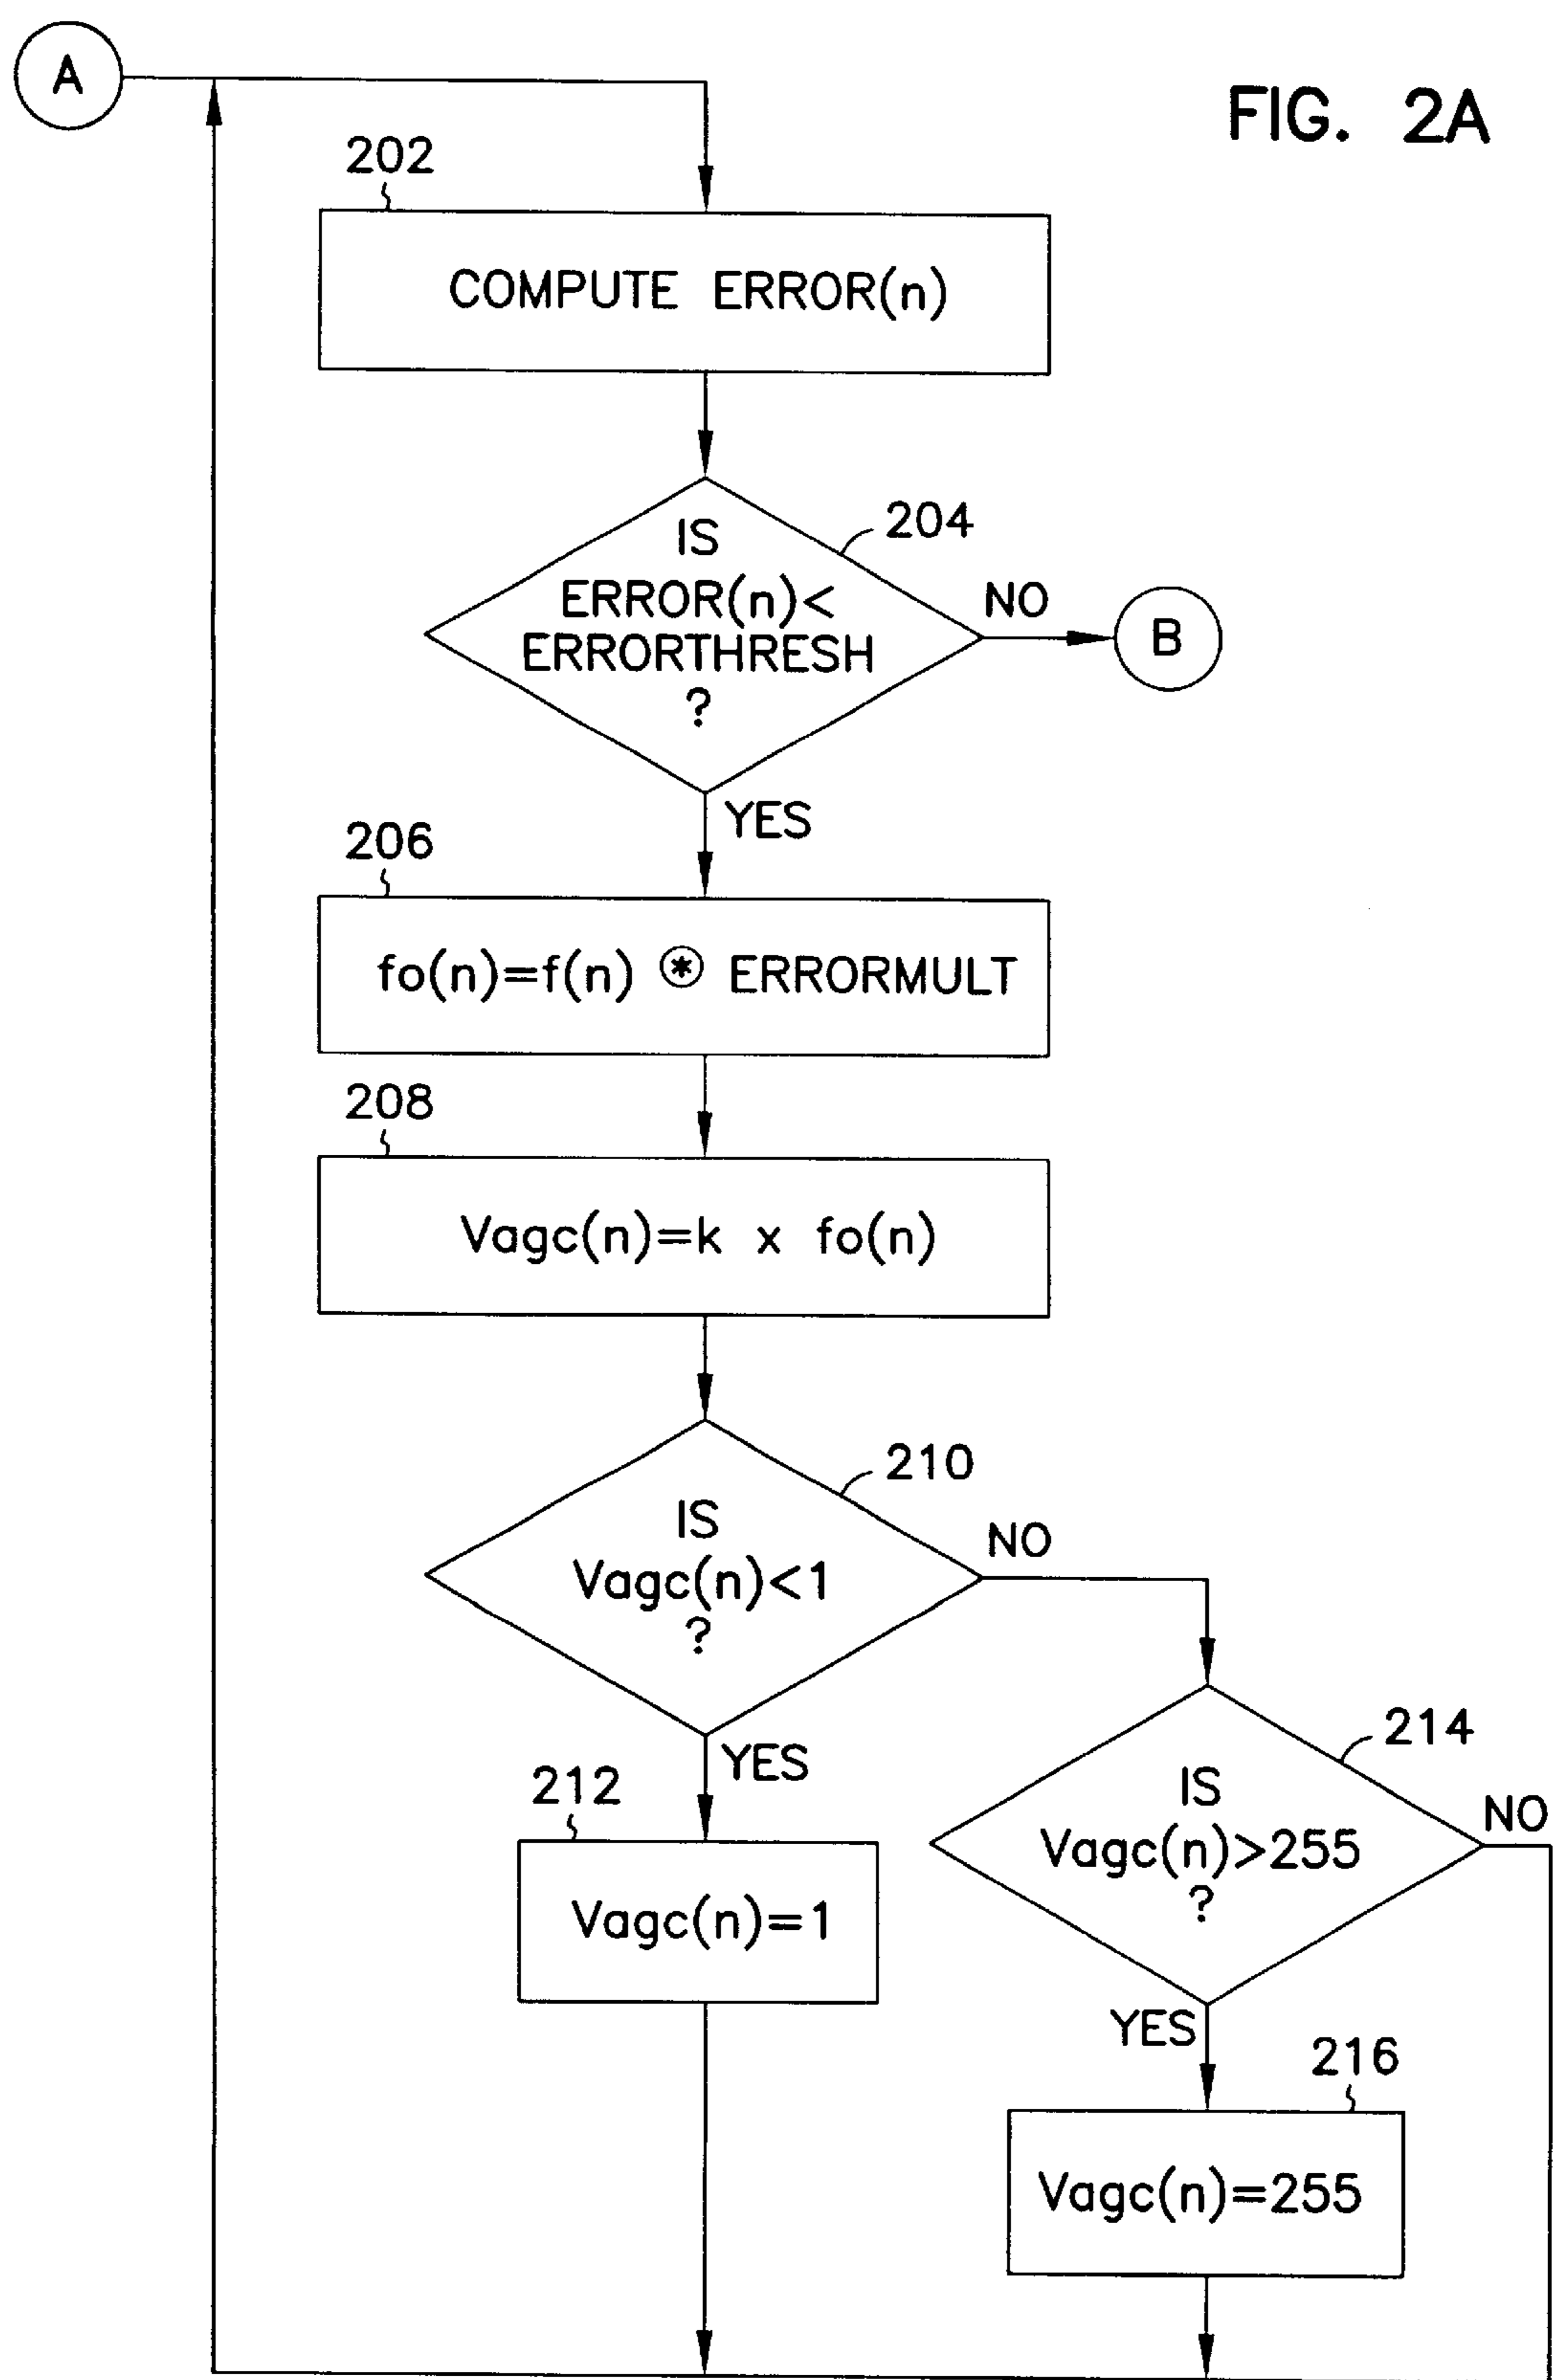 A
FIG. 2A
202
COMPUTE ERROR(n)
204
IS
ERROR(n)<
ERRORTHRESH
?
NO
B
YES
206
fo(n)=f(n) ⊛ ERRORMULT
208
Vagc(n)=k x fo(n)
210
IS
Vagc(n)<1
?
NO
YES
212
Vagc(n)=1
214
IS
Vagc(n)>255
?
NO
YES
216
Vagc(n)=255